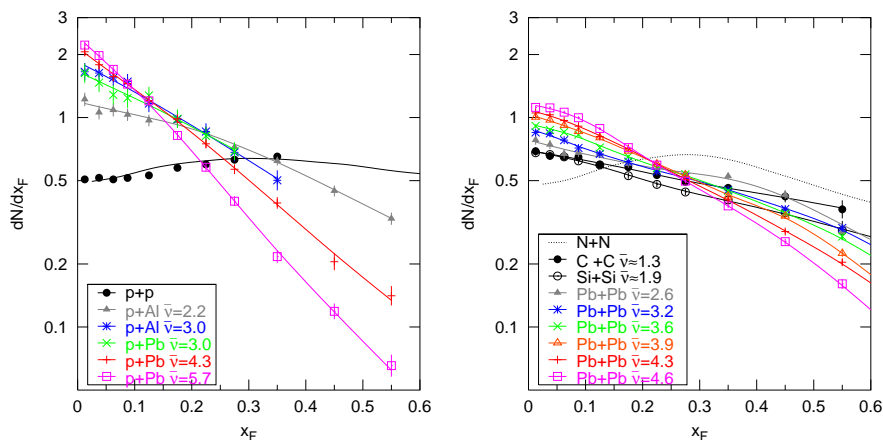 3
2
1
0.5
0.2
0.1
dN/dx_F
p+p
p+Al ν̄=2.2
p+Al ν̄=3.0
p+Pb ν̄=3.0
p+Pb ν̄=4.3
p+Pb ν̄=5.7
0 0.1 0.2 0.3 0.4 0.5 0.6
x_F
3
2
1
0.5
0.2
0.1
dN/dx_F
N+N
C +C ν̄≈1.3
Si+Si ν̄≈1.9
Pb+Pb ν̄=2.6
Pb+Pb ν̄=3.2
Pb+Pb ν̄=3.6
Pb+Pb ν̄=3.9
Pb+Pb ν̄=4.3
Pb+Pb ν̄=4.6
0 0.1 0.2 0.3 0.4 0.5 0.6
x_F